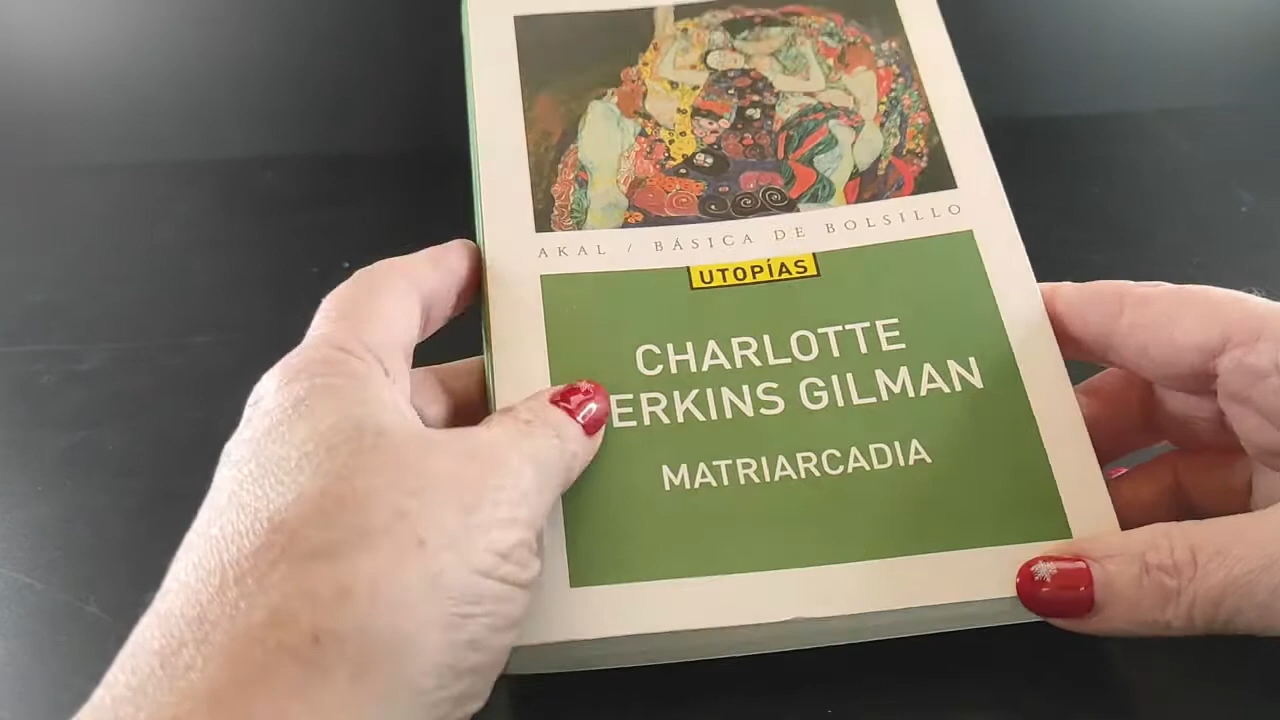 AKAL / BÁSICA DE BOLSILLO
UTOPÍAS
CHARLOTTE
ERKINS GILMAN
MATRIARCADIA